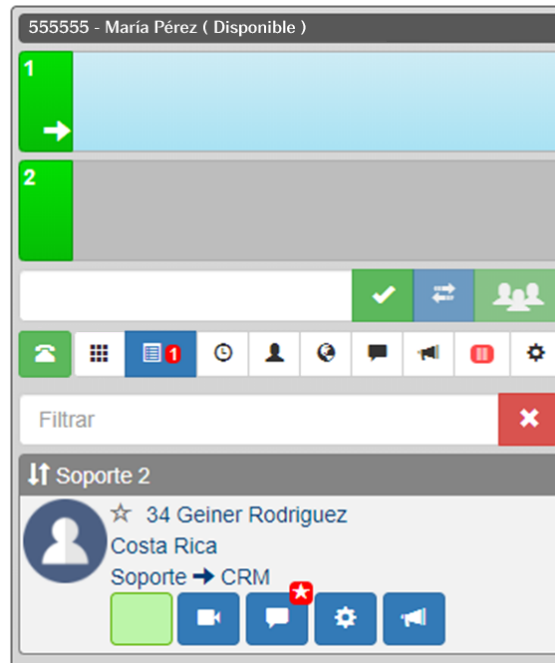 555555 - María Pérez ( Disponible )
1
2
1
Filtrar
Soporte 2
34 Geiner Rodriguez
Costa Rica
Soporte ➔ CRM